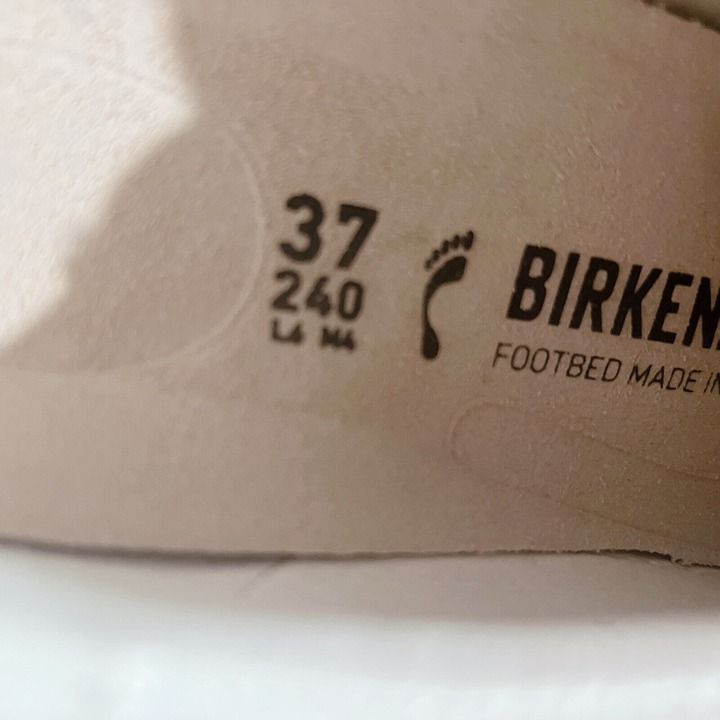 37
240
L6 M4
BIRKEN
FOOTBED MADE IN